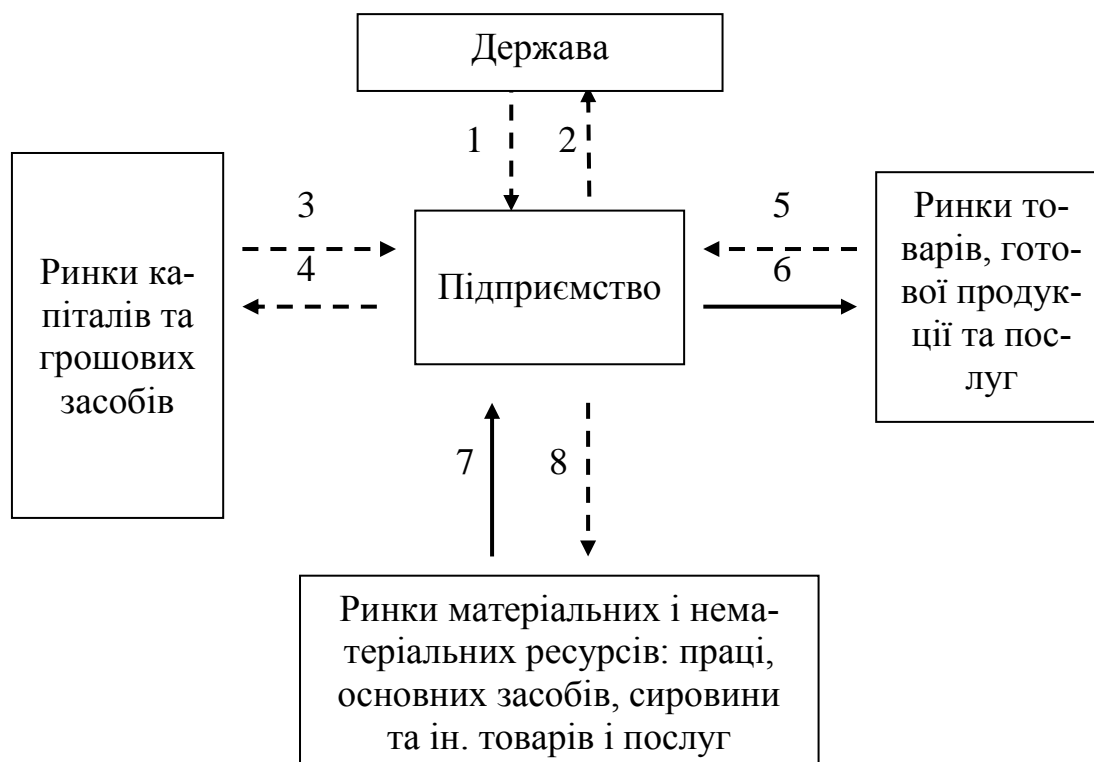 Держава
1
2
3
4
5
6
Ринки ка-
піталів та
грошових
засобів
Підприємство
Ринки то-
варів, гото-
вої продук-
ції та пос-
луг
7
8
Ринки матеріальних і нема-
теріальних ресурсів: праці,
основних засобів, сировини
та ін. товарів і послуг